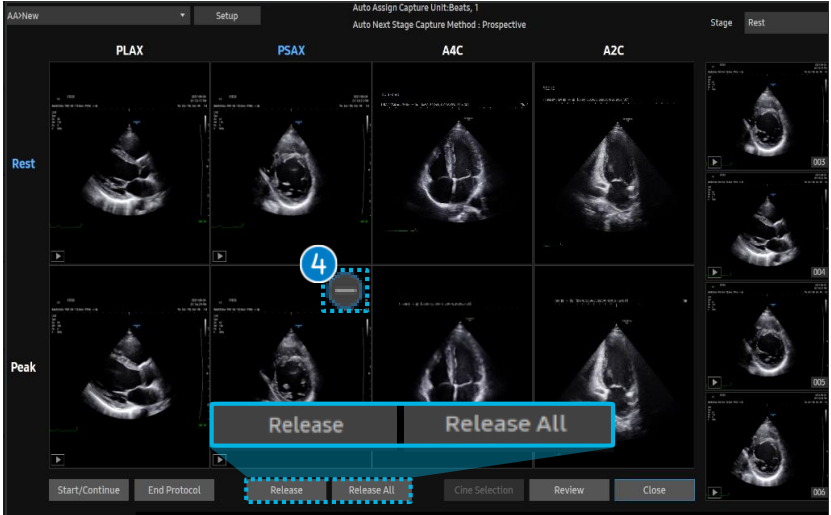 AA>New
Setup
Auto Assign Capture Unit:Beats, 1
Auto Next Stage Capture Method : Prospective
Stage
Rest
PLAX
PSAX
A4C
A2C
Rest
003
004
4
Peak
005
Release
Release All
Start/Continue
End Protocol
Release
Release All
Cine Selection
Review
Close
006